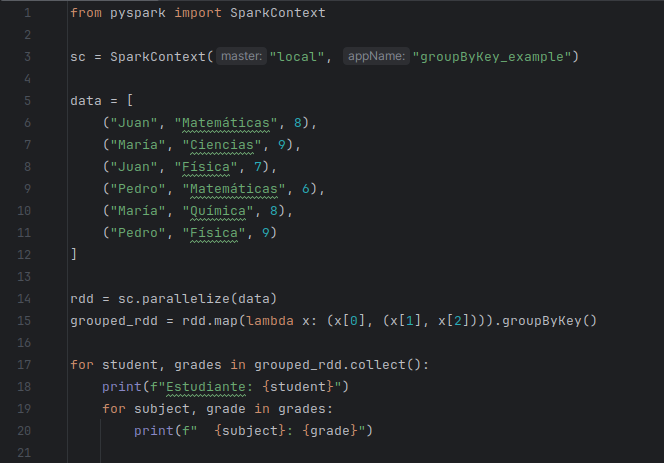 1 from pyspark import SparkContext
2
3 sc = SparkContext( master: "local", appName: "groupByKey_example")
4
5 data = [
6     ("Juan", "Matemáticas", 8),
7     ("María", "Ciencias", 9),
8     ("Juan", "Física", 7),
9     ("Pedro", "Matemáticas", 6),
10     ("María", "Química", 8),
11     ("Pedro", "Física", 9)
12 ]
13
14 rdd = sc.parallelize(data)
15 grouped_rdd = rdd.map(lambda x: (x[0], (x[1], x[2]))).groupByKey()
16
17 for student, grades in grouped_rdd.collect():
18     print(f"Estudiante: {student}")
19     for subject, grade in grades:
20         print(f"  {subject}: {grade}")
21